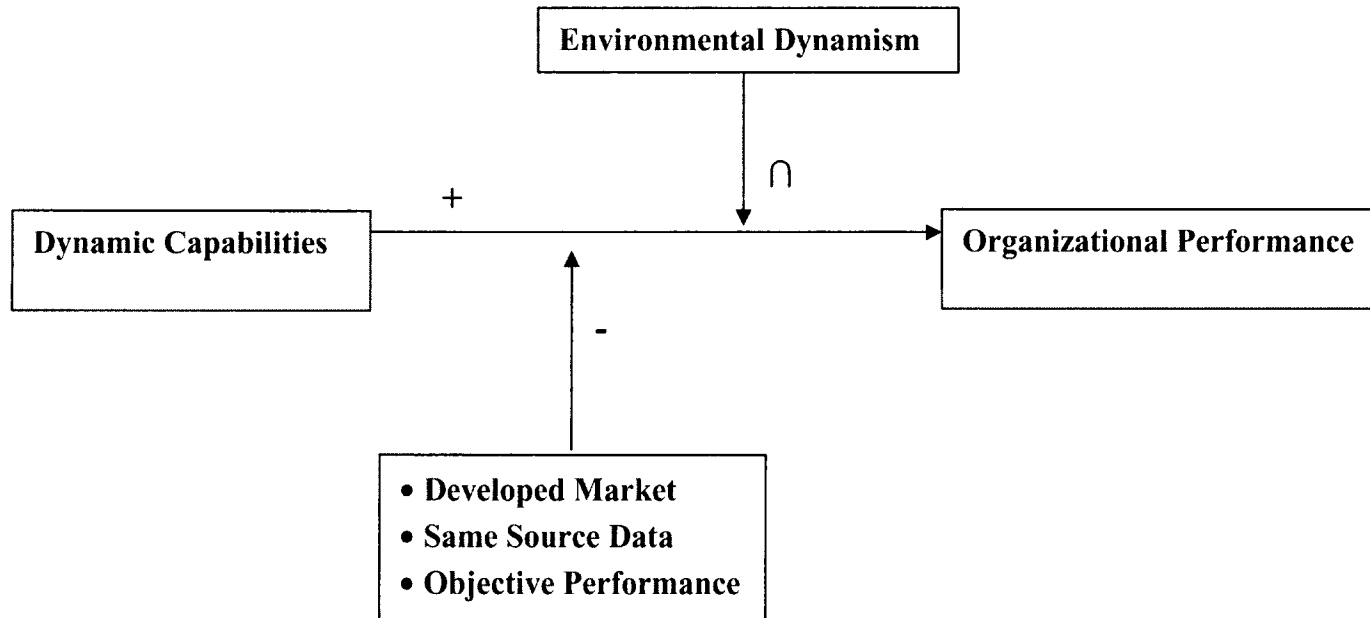 Environmental Dynamism
∩
+
Dynamic Capabilities
Organizational Performance
-
• Developed Market
• Same Source Data
• Objective Performance